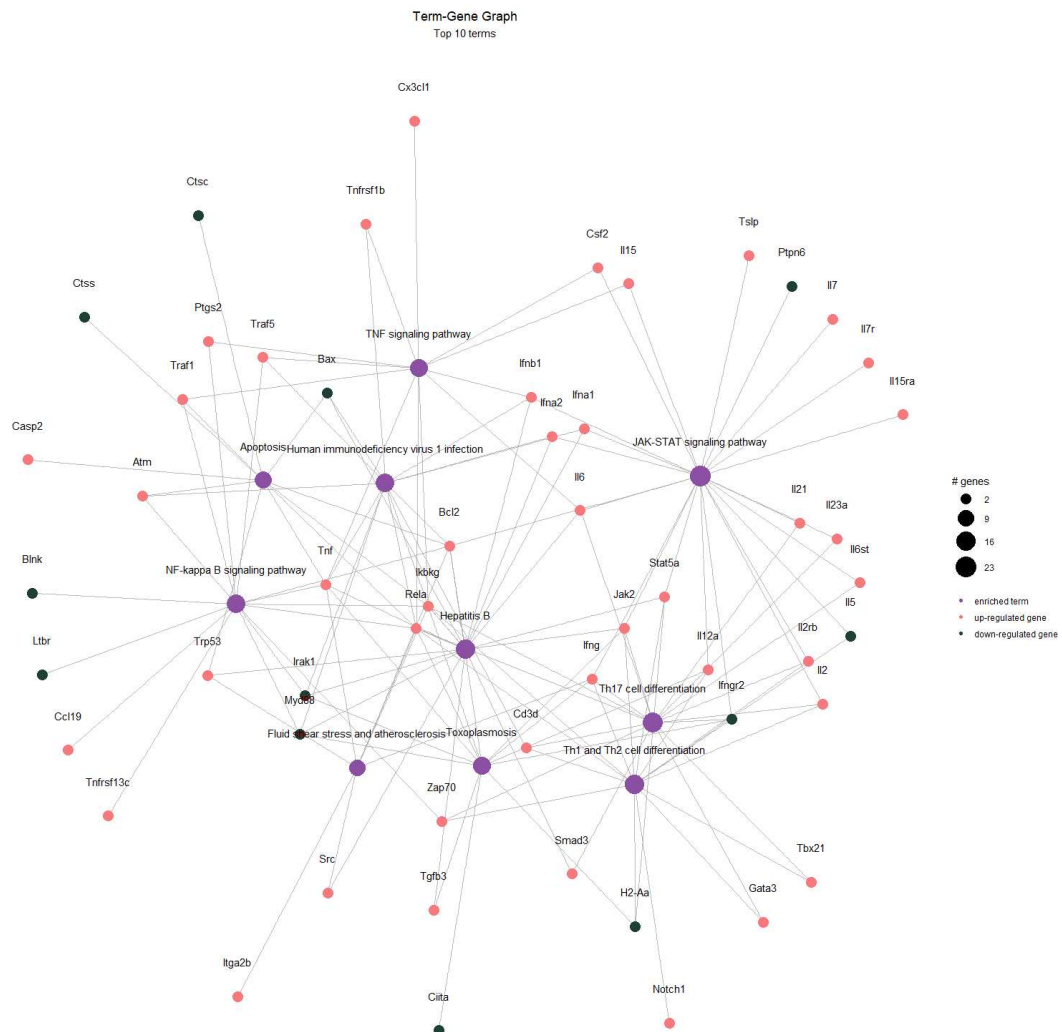 Term-Gene Graph
Top 10 terms
Cx3cl1
Ctsc
Tnfrsf1b
Csf2
Il15
Tslp
Ptpn6
Ctss
Ptgs2
Il7
Traf5
TNF signaling pathway
Il7r
Traf1
Bax
Ifnb1
Ifna1
Ifna2
Il15ra
Casp2
Apoptosis
Human immunodeficiency virus 1 infection
JAK-STAT signaling pathway
Atm
Il6
Il21
Il23a
Bcl2
Il6st
Blnk
NF-kappa B signaling pathway
Tnf
Ikbkg
Stat5a
Rela
Jak2
Il5
Hepatitis B
Ltbr
Trp53
Il12a
Il2rb
Irak1
Ifng
Il2
Myd88
Th17 cell differentiation
Ifngr2
Ccl19
Cd3d
Fluid shear stress and atherosclerosis
Toxoplasmosis
Th1 and Th2 cell differentiation
Tnfrsf13c
Zap70
Smad3
Tbx21
Src
Tgfb3
H2-Aa
Gata3
Itga2b
Ciita
Notch1
# genes
2
9
16
23
enriched term
up-regulated gene
down-regulated gene